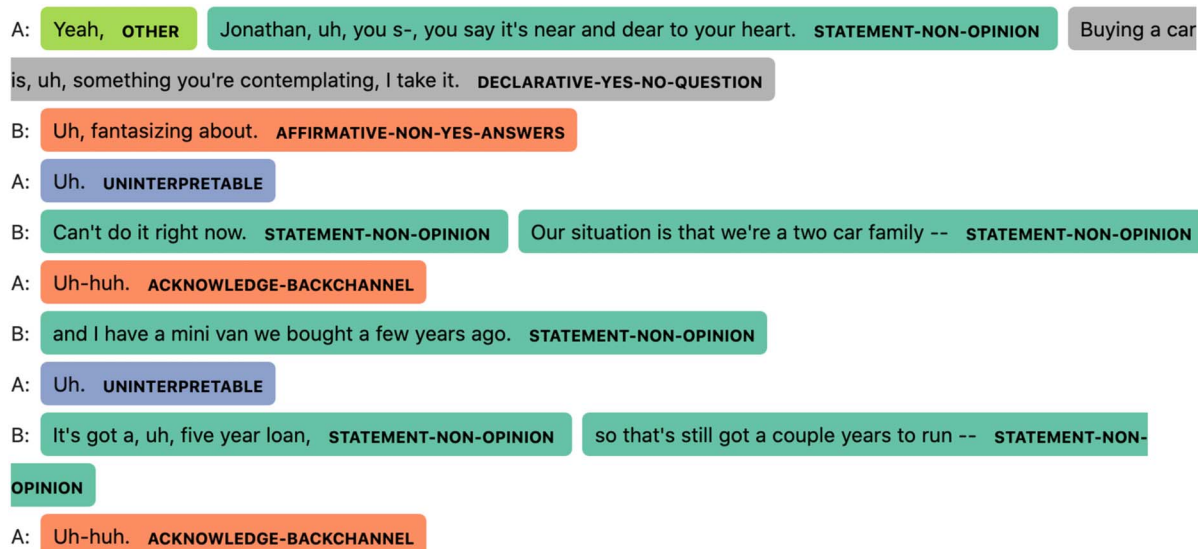 A: Yeah, OTHER Jonathan, uh, you s-, you say it's near and dear to your heart. STATEMENT-NON-OPINION Buying a car
is, uh, something you're contemplating, I take it. DECLARATIVE-YES-NO-QUESTION
B: Uh, fantasizing about. AFFIRMATIVE-NON-YES-ANSWERS
A: Uh. UNINTERPRETABLE
B: Can't do it right now. STATEMENT-NON-OPINION Our situation is that we're a two car family -- STATEMENT-NON-OPINION
A: Uh-huh. ACKNOWLEDGE-BACKCHANNEL
B: and I have a mini van we bought a few years ago. STATEMENT-NON-OPINION
A: Uh. UNINTERPRETABLE
B: It's got a, uh, five year loan, STATEMENT-NON-OPINION so that's still got a couple years to run -- STATEMENT-NON-
OPINION
A: Uh-huh. ACKNOWLEDGE-BACKCHANNEL